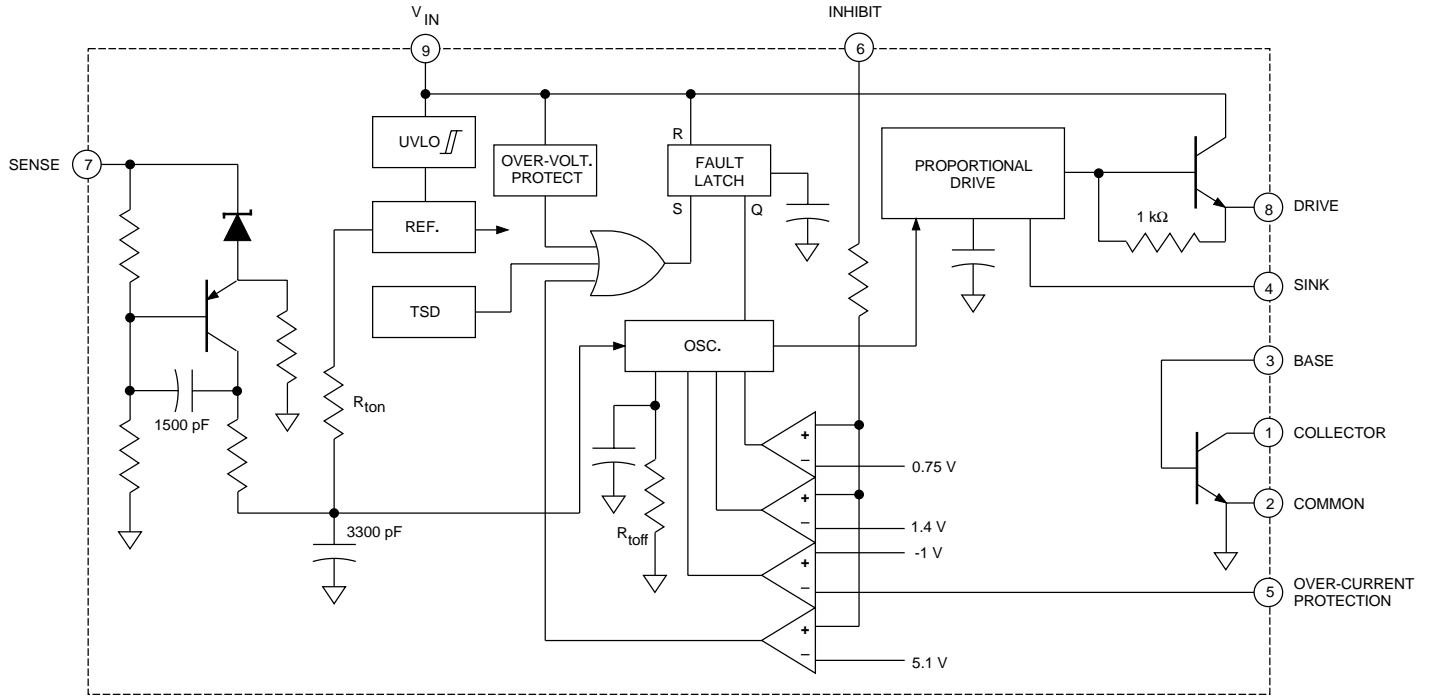 V IN
INHIBIT
9
6
R
UVLO
SENSE
7
OVER-VOLT.
PROTECT
FAULT
LATCH
PROPORTIONAL
DRIVE
S
Q
8
DRIVE
1 kΩ
REF.
4
SINK
TSD
OSC.
3
BASE
Rton
1500 pF
+
1
COLLECTOR
–
0.75 V
+
2
COMMON
–
1.4 V
3300 pF
Rtoff
+
-1 V
–
5
OVER-CURRENT
PROTECTION
+
–
5.1 V